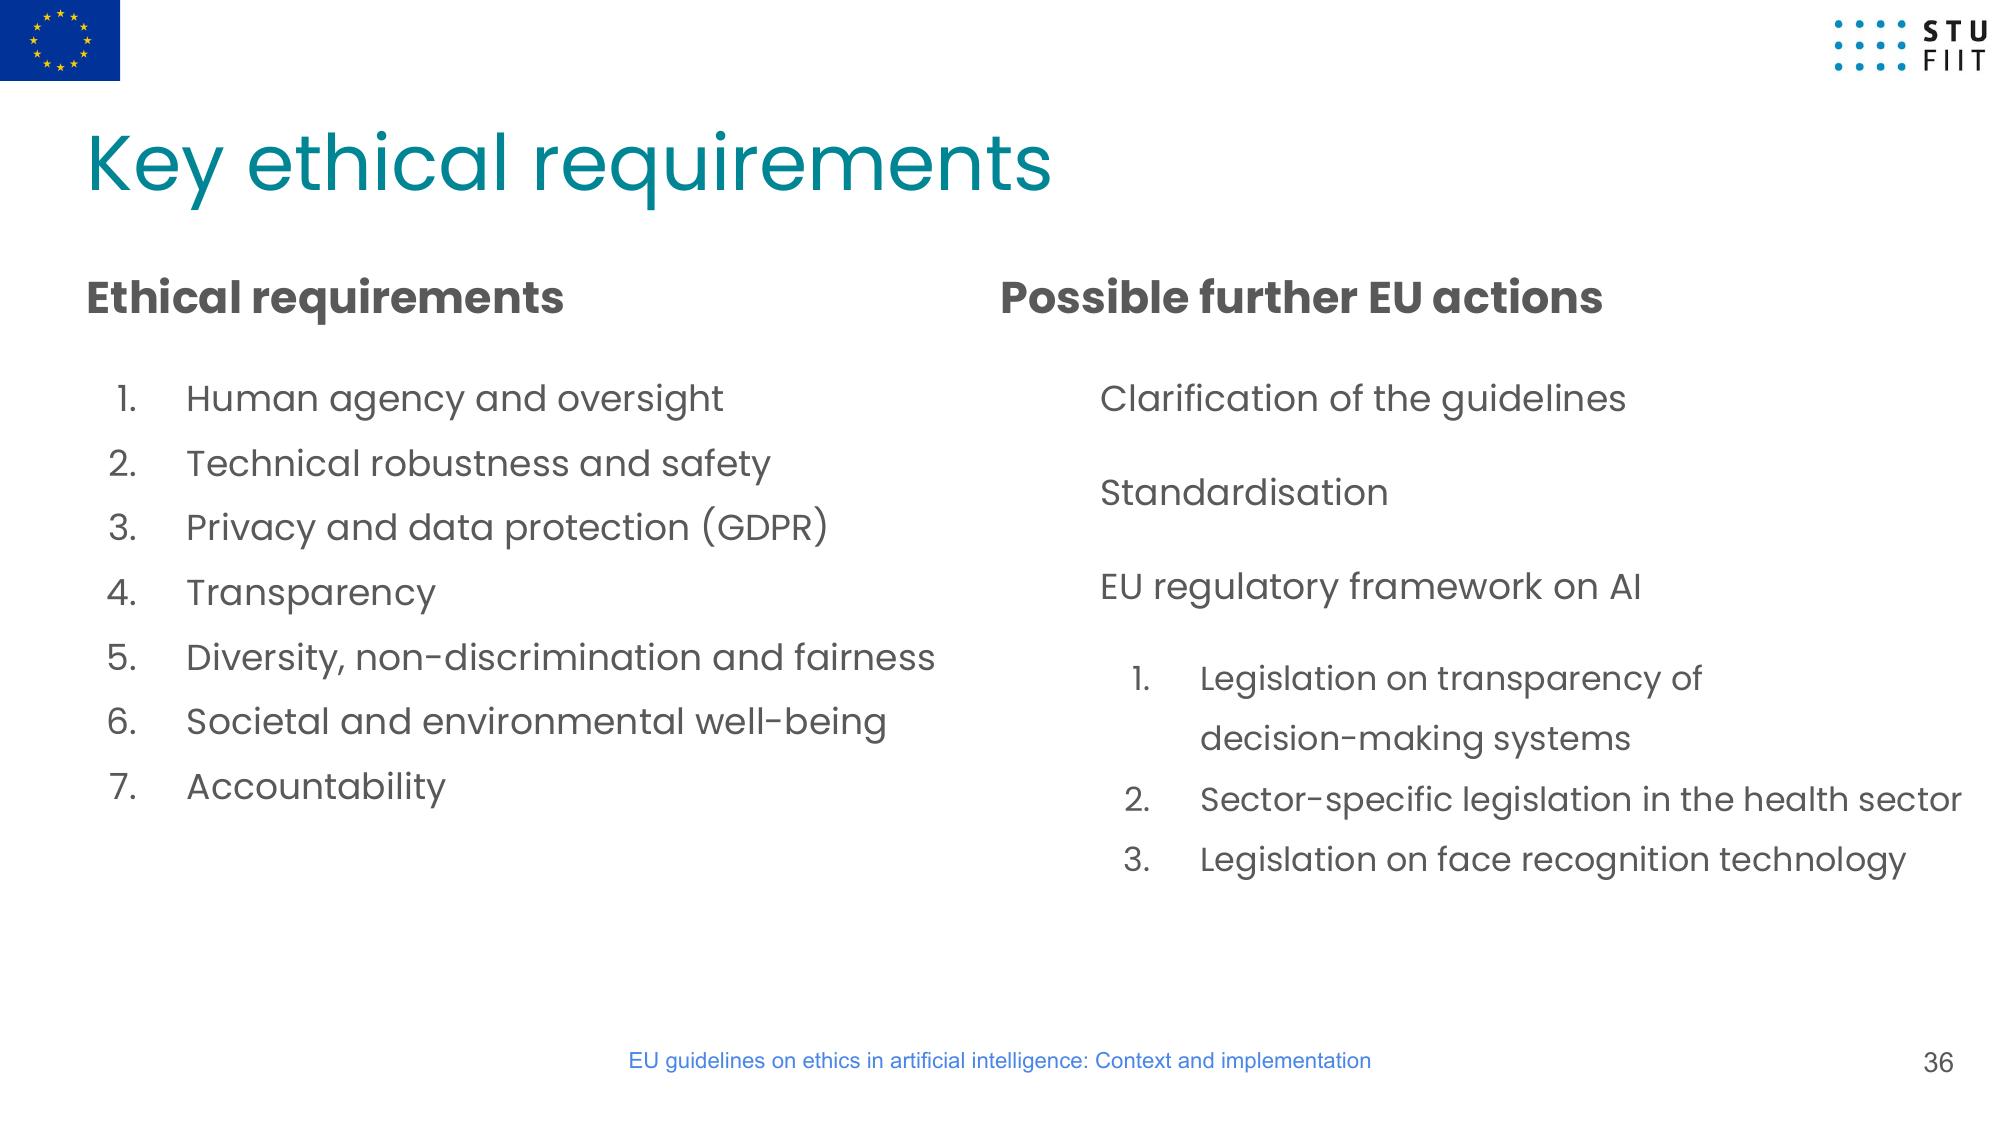 STU
FIIT
Key ethical requirements
Ethical requirements
1. Human agency and oversight
2. Technical robustness and safety
3. Privacy and data protection (GDPR)
4. Transparency
5. Diversity, non-discrimination and fairness
6. Societal and environmental well-being
7. Accountability
Possible further EU actions
Clarification of the guidelines
Standardisation
EU regulatory framework on AI
1. Legislation on transparency of
decision-making systems
2. Sector-specific legislation in the health sector
3. Legislation on face recognition technology
EU guidelines on ethics in artificial intelligence: Context and implementation
36